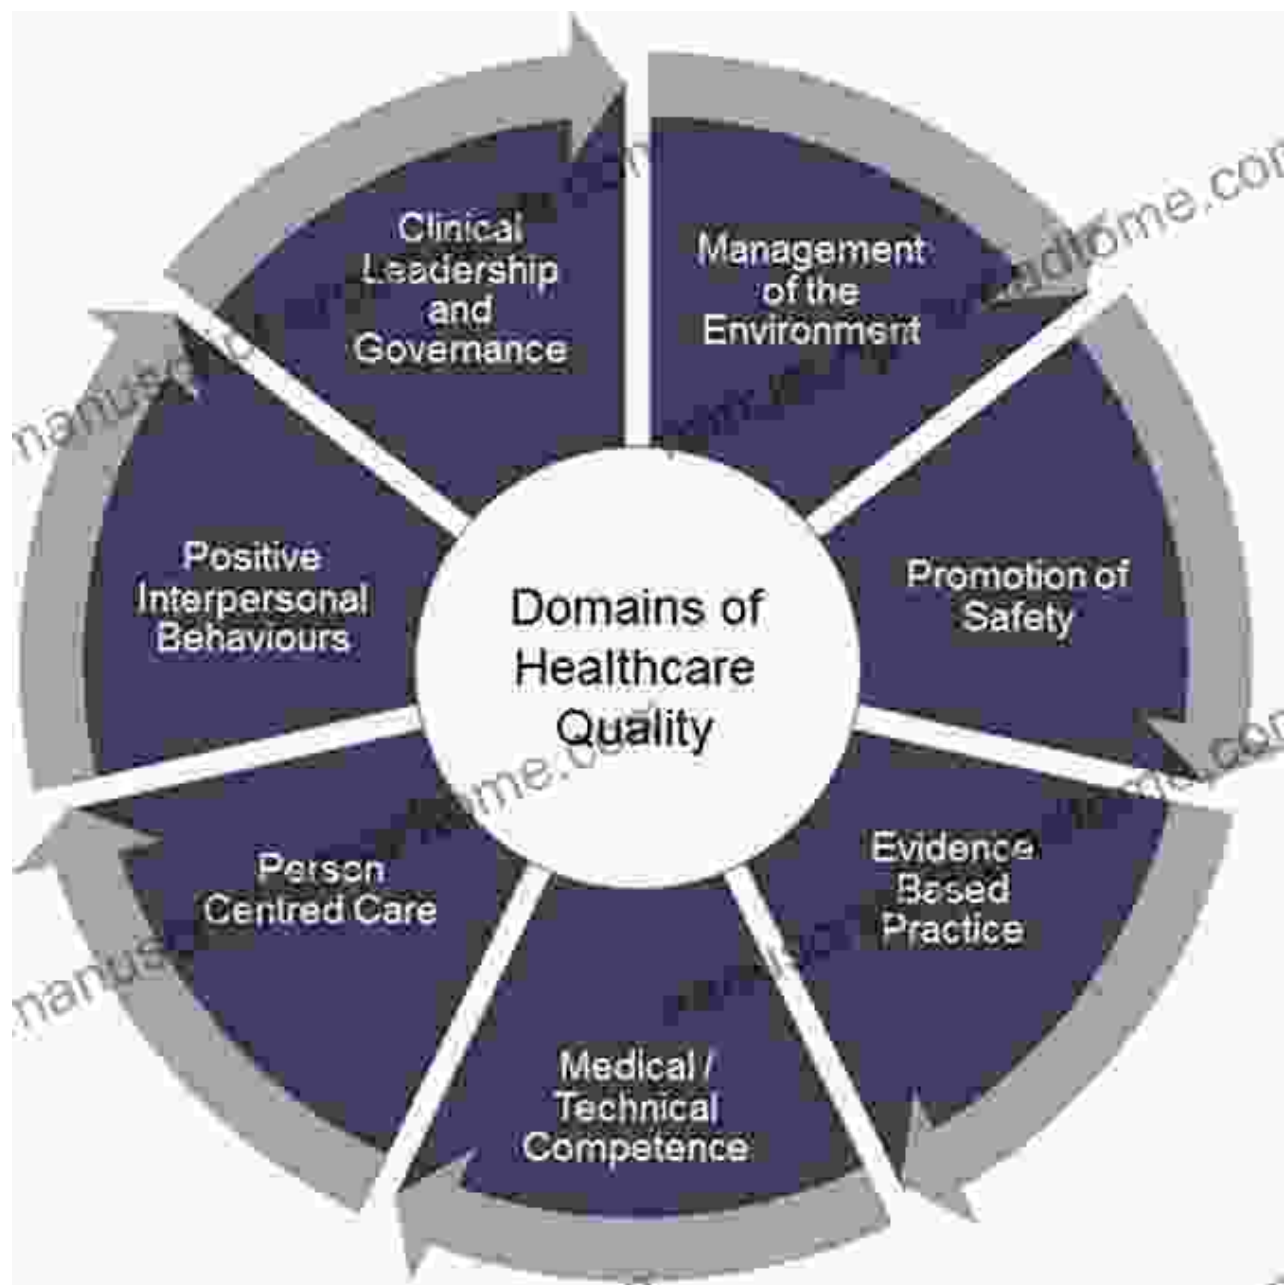 Clinical
Leadership
and
Governance
Management
of the
Environment
Promotion of
Safety
Evidence
Based
Practice
Medical /
Technical
Competence
Person
Centred Care
Positive
Interpersonal
Behaviours
Domains of
Healthcare
Quality